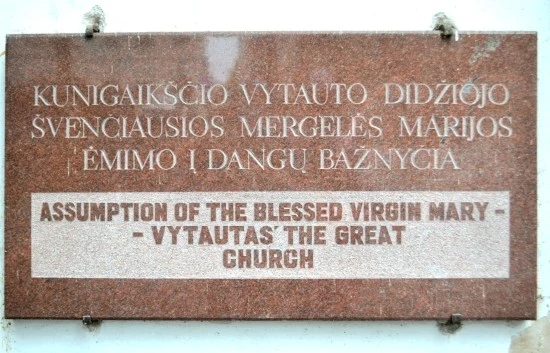 KUNIGAIKŠČIO VYTAUTO DIDŽIOJO
ŠVENČIAUSIOS MERGELĖS MARIJOS
ĖMIMO Į DANGŲ BAŽNYČIA
ASSUMPTION OF THE BLESSED VIRGIN MARY -
- VYTAUTAS' THE GREAT
CHURCH